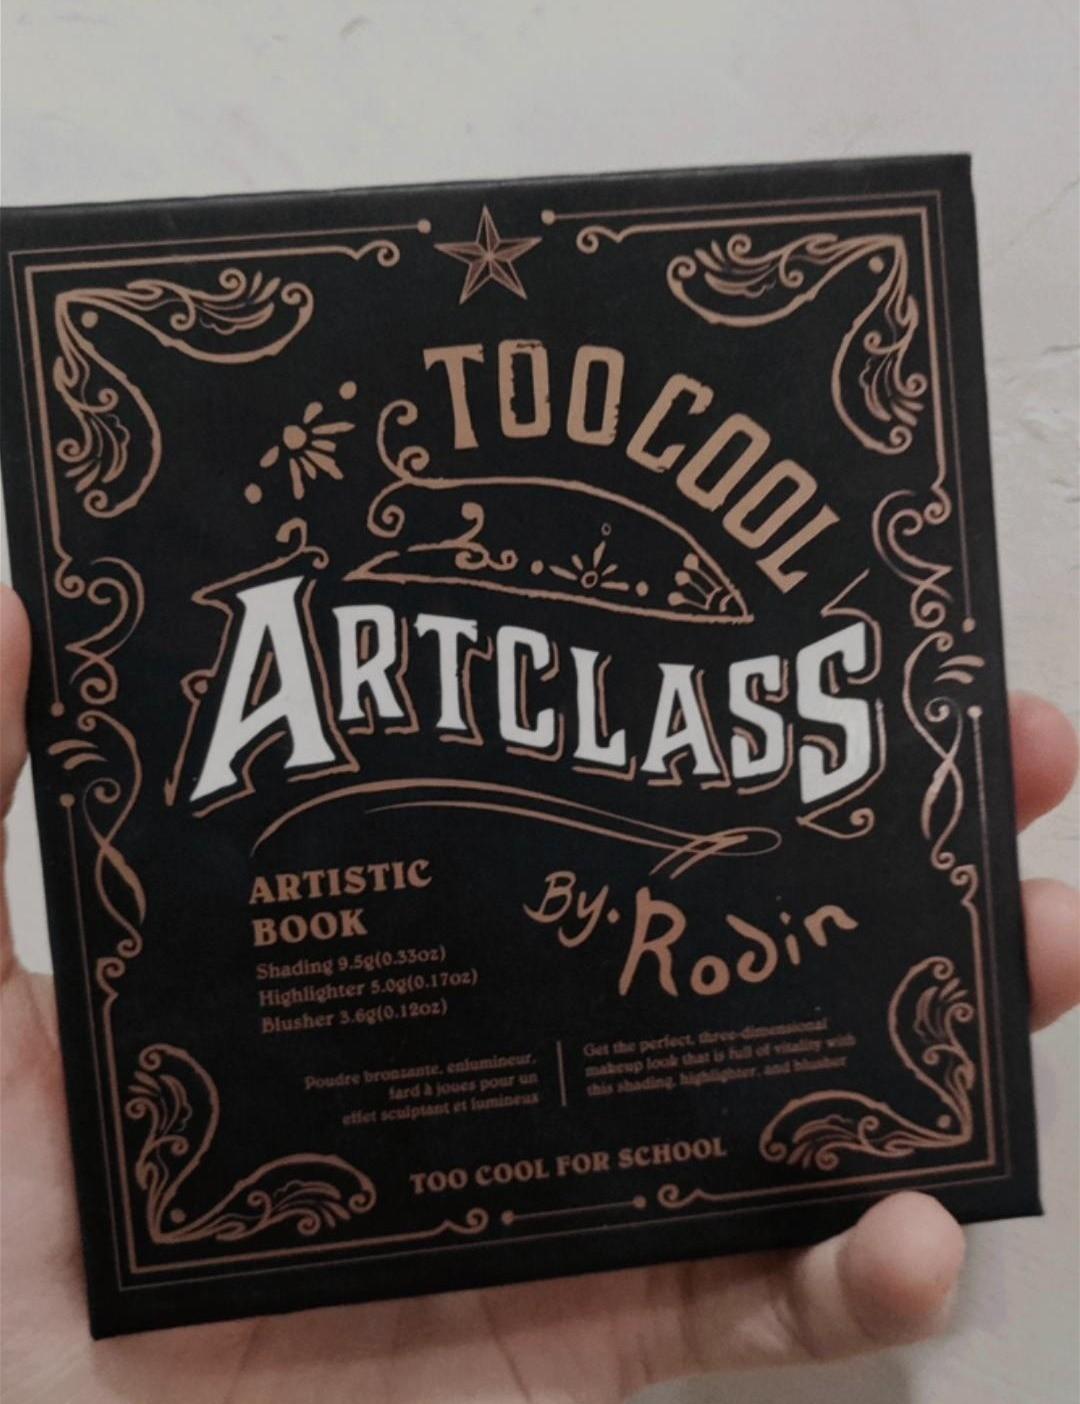 TOO COOL
ARTCLASS
By. Rodin
ARTISTIC
BOOK
Shading 9.5g(0.33oz)
Highlighter 5.0g(0.17oz)
Blusher 3.6g(0.12oz)
Poudre bronzante, enlumineur,
fard à joues pour un
effet sculptant et lumineux
Get the perfect, three-dimensional
makeup look that is full of vitality with
this shading, highlighter, and blusher
TOO COOL FOR SCHOOL